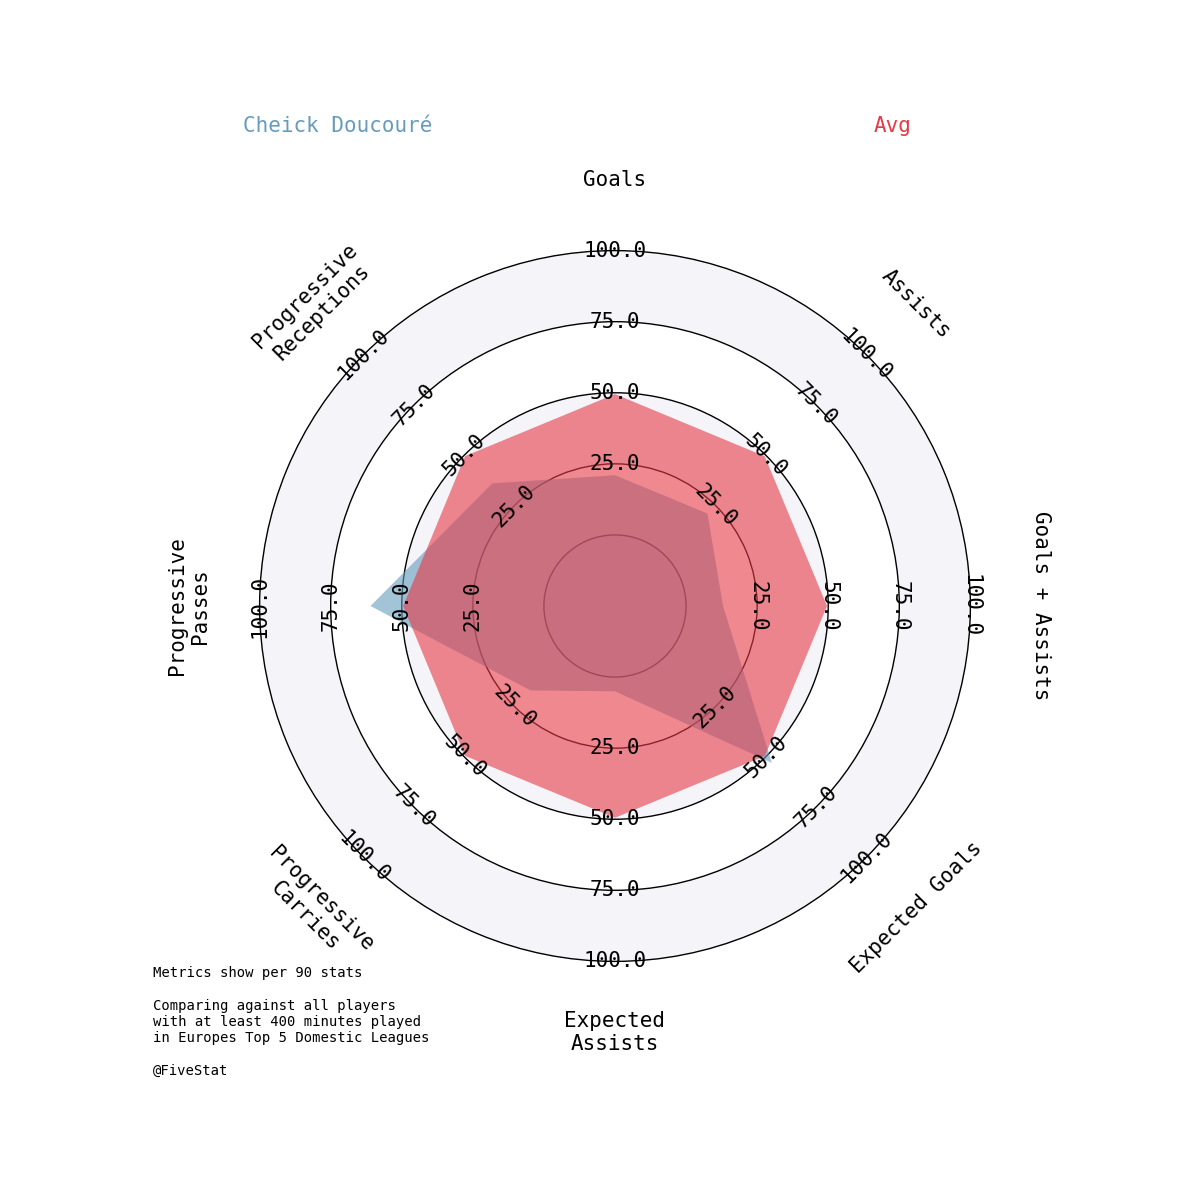 Cheick Doucouré
Avg
Goals
Assists
Goals + Assists
Expected Goals
Expected
Assists
Progressive
Carries
Progressive
Passes
Progressive
Receptions
25.0
50.0
75.0
100.0
25.0
50.0
75.0
100.0
25.0
50.0
75.0
100.0
25.0
50.0
75.0
100.0
25.0
50.0
75.0
100.0
25.0
50.0
75.0
100.0
25.0
50.0
75.0
100.0
25.0
50.0
75.0
100.0
Metrics show per 90 stats
Comparing against all players
with at least 400 minutes played
in Europes Top 5 Domestic Leagues
@FiveStat